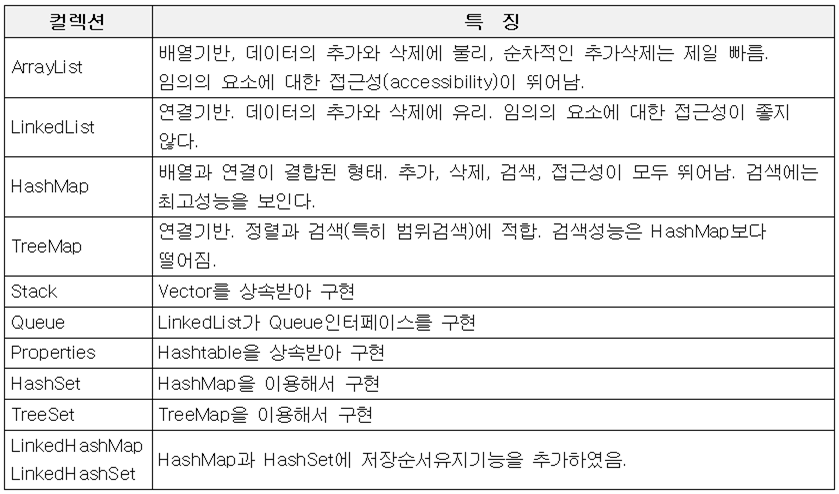 컬렉션 특 징
ArrayList 배열기반, 데이터의 추가와 삭제에 불리, 순차적인 추가삭제는 제일 빠름.
임의의 요소에 대한 접근성(accessibility)이 뛰어남.
LinkedList 연결기반. 데이터의 추가와 삭제에 유리. 임의의 요소에 대한 접근성이 좋지
않다.
HashMap 배열과 연결이 결합된 형태. 추가, 삭제, 검색, 접근성이 모두 뛰어남. 검색에는
최고성능을 보인다.
TreeMap 연결기반. 정렬과 검색(특히 범위검색)에 적합. 검색성능은 HashMap보다
떨어짐.
Stack Vector를 상속받아 구현
Queue LinkedList가 Queue인터페이스를 구현
Properties Hashtable을 상속받아 구현
HashSet HashMap을 이용해서 구현
TreeSet TreeMap을 이용해서 구현
LinkedHashMap
LinkedHashSet
HashMap과 HashSet에 저장순서유지기능을 추가하였음.